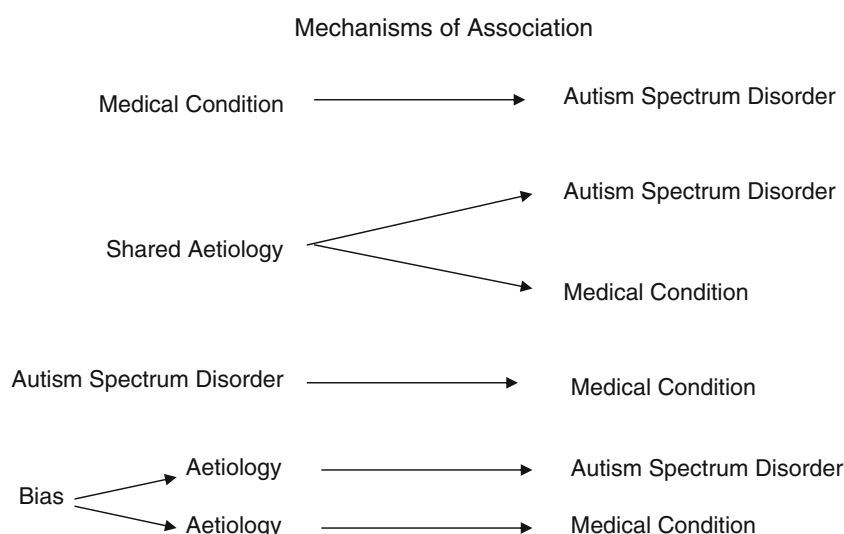 Mechanisms of Association
Medical Condition
Autism Spectrum Disorder
Shared Aetiology
Autism Spectrum Disorder
Medical Condition
Autism Spectrum Disorder
Medical Condition
Bias
Aetiology
Autism Spectrum Disorder
Aetiology
Medical Condition